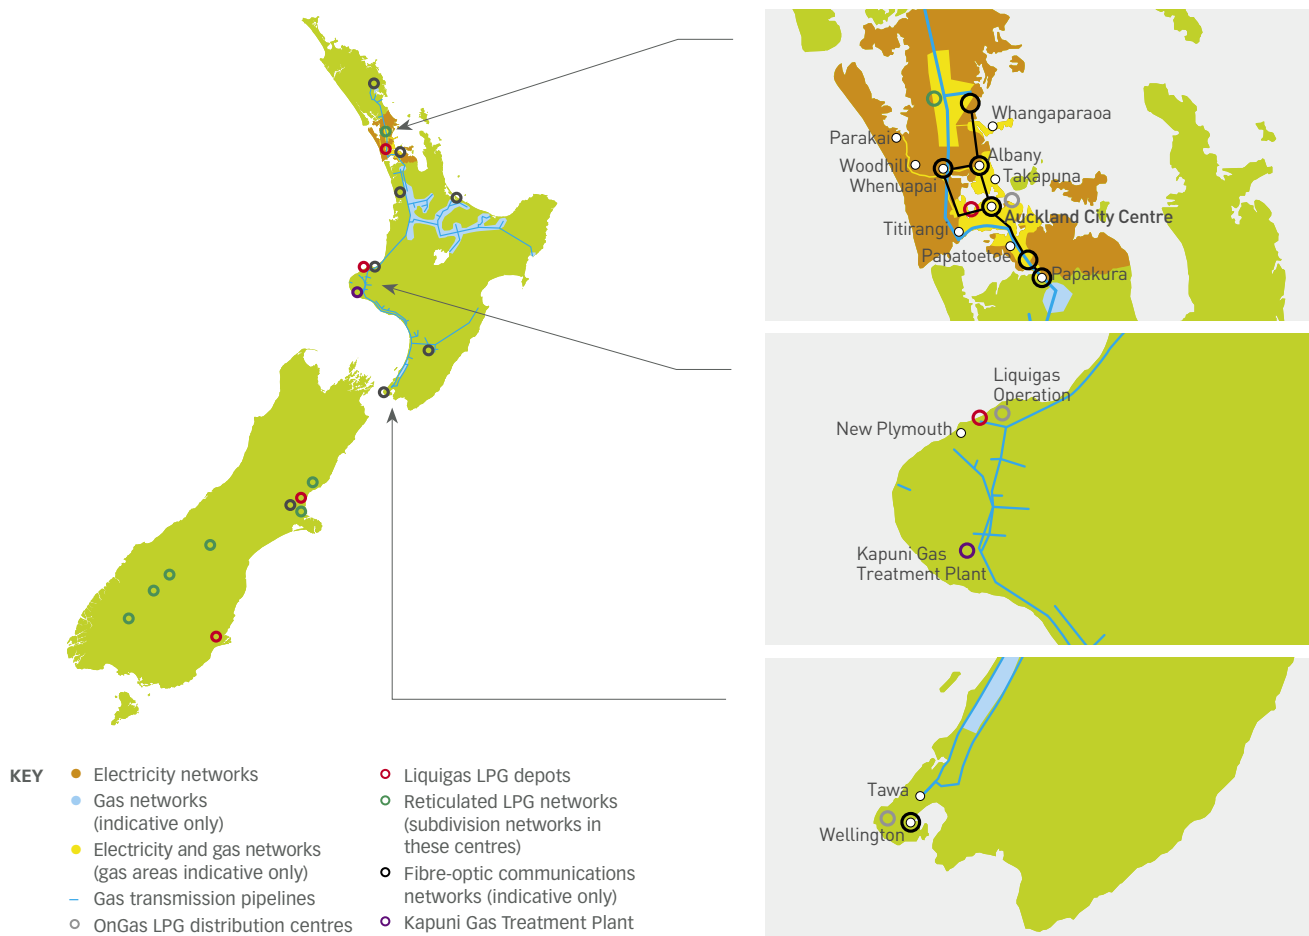 Whangaparaoa
Parakai
Albany
Woodhill
Takapuna
Whenuapai
Auckland City Centre
Titirangi
Papatoetoe
Papakura
Liquigas
Operation
New Plymouth
Kapuni Gas
Treatment Plant
Tawa
Wellington
KEY
Electricity networks
Gas networks
(indicative only)
Electricity and gas networks
(gas areas indicative only)
Gas transmission pipelines
OnGas LPG distribution centres
Liquigas LPG depots
Reticulated LPG networks
(subdivision networks in
these centres)
Fibre-optic communications
networks (indicative only)
Kapuni Gas Treatment Plant